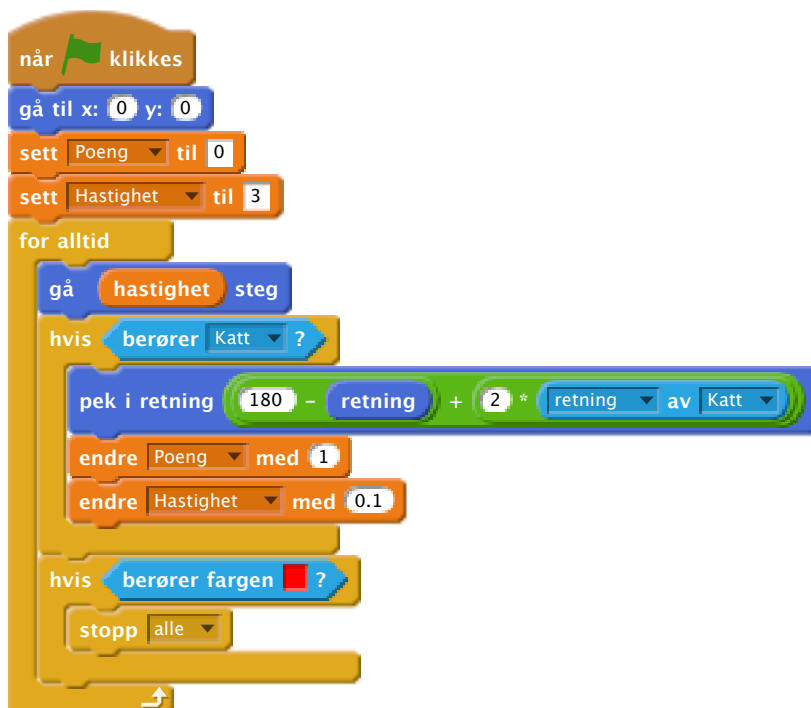 når klikkes
gå til x: 0 y: 0
sett Poeng til 0
sett Hastighet til 3
for alltid
gå hastighet steg
hvis berører Katt ?
pek i retning 180 - retning + 2 * retning av Katt
endre Poeng med 1
endre Hastighet med 0.1
hvis berører fargen ?
stopp alle